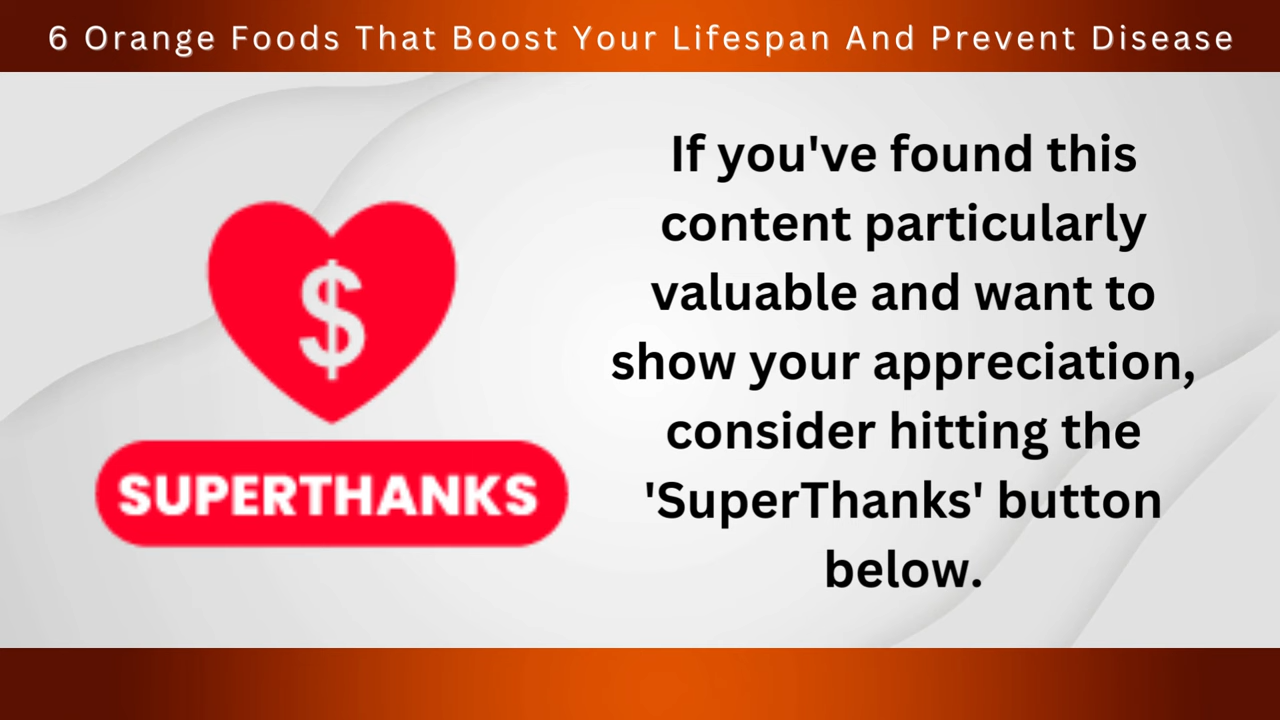 6 Orange Foods That Boost Your Lifespan And Prevent Disease
$
SUPERTHANKS
If you've found this
content particularly
valuable and want to
show your appreciation,
consider hitting the
'SuperThanks' button
below.